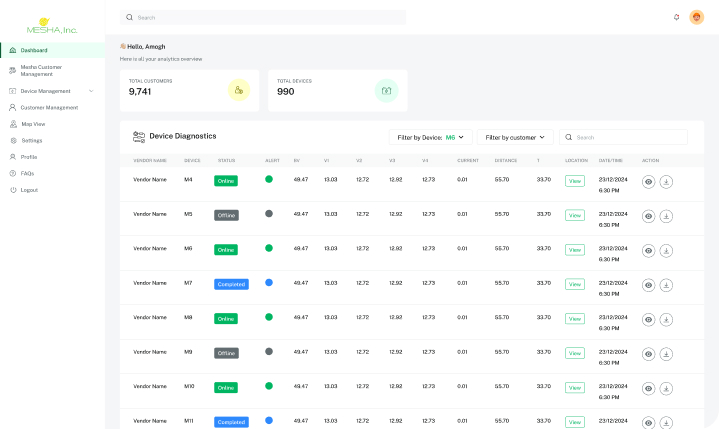 MESHA, Inc.
Search
Dashboard
Mesha Customer
Management
Device Management
Customer Management
Map View
Settings
Profile
FAQs
Logout
👋🏼 Hello, Amogh
Here is all your analytics overview
TOTAL CUSTOMERS
9,741
TOTAL DEVICES
990
Device Diagnostics
Filter by Device: M6
Filter by customer
Search
VENDOR NAME DEVICE STATUS ALERT BV V1 V2 V3 V4 CURRENT DISTANCE T LOCATION DATE/TIME ACTION
Vendor Name M4 Online 49.47 13.03 12.72 12.92 12.73 0.01 55.70 33.70 View 23/12/2024
6:30 PM
Vendor Name M5 Offline 49.47 13.03 12.72 12.92 12.73 0.01 55.70 33.70 View 23/12/2024
6:30 PM
Vendor Name M6 Online 49.47 13.03 12.72 12.92 12.73 0.01 55.70 33.70 View 23/12/2024
6:30 PM
Vendor Name M7 Completed 49.47 13.03 12.72 12.92 12.73 0.01 55.70 33.70 View 23/12/2024
6:30 PM
Vendor Name M8 Online 49.47 13.03 12.72 12.92 12.73 0.01 55.70 33.70 View 23/12/2024
6:30 PM
Vendor Name M9 Offline 49.47 13.03 12.72 12.92 12.73 0.01 55.70 33.70 View 23/12/2024
6:30 PM
Vendor Name M10 Online 49.47 13.03 12.72 12.92 12.73 0.01 55.70 33.70 View 23/12/2024
6:30 PM
Vendor Name M11 Completed 49.47 13.03 12.72 12.92 12.73 0.01 55.70 33.70 View 23/12/2024